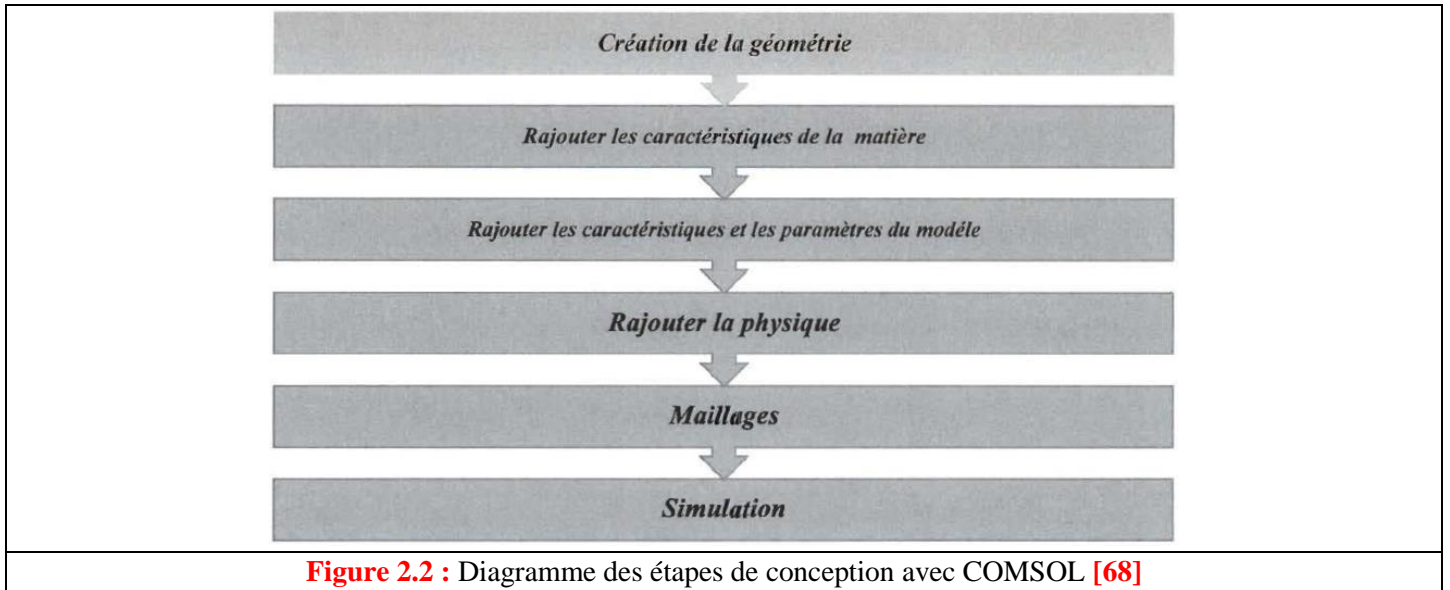 Création de la géométrie
Rajouter les caractéristiques de la matière
Rajouter les caractéristiques et les paramètres du modéle
Rajouter la physique
Maillages
Simulation
Figure 2.2 : Diagramme des étapes de conception avec COMSOL [68]